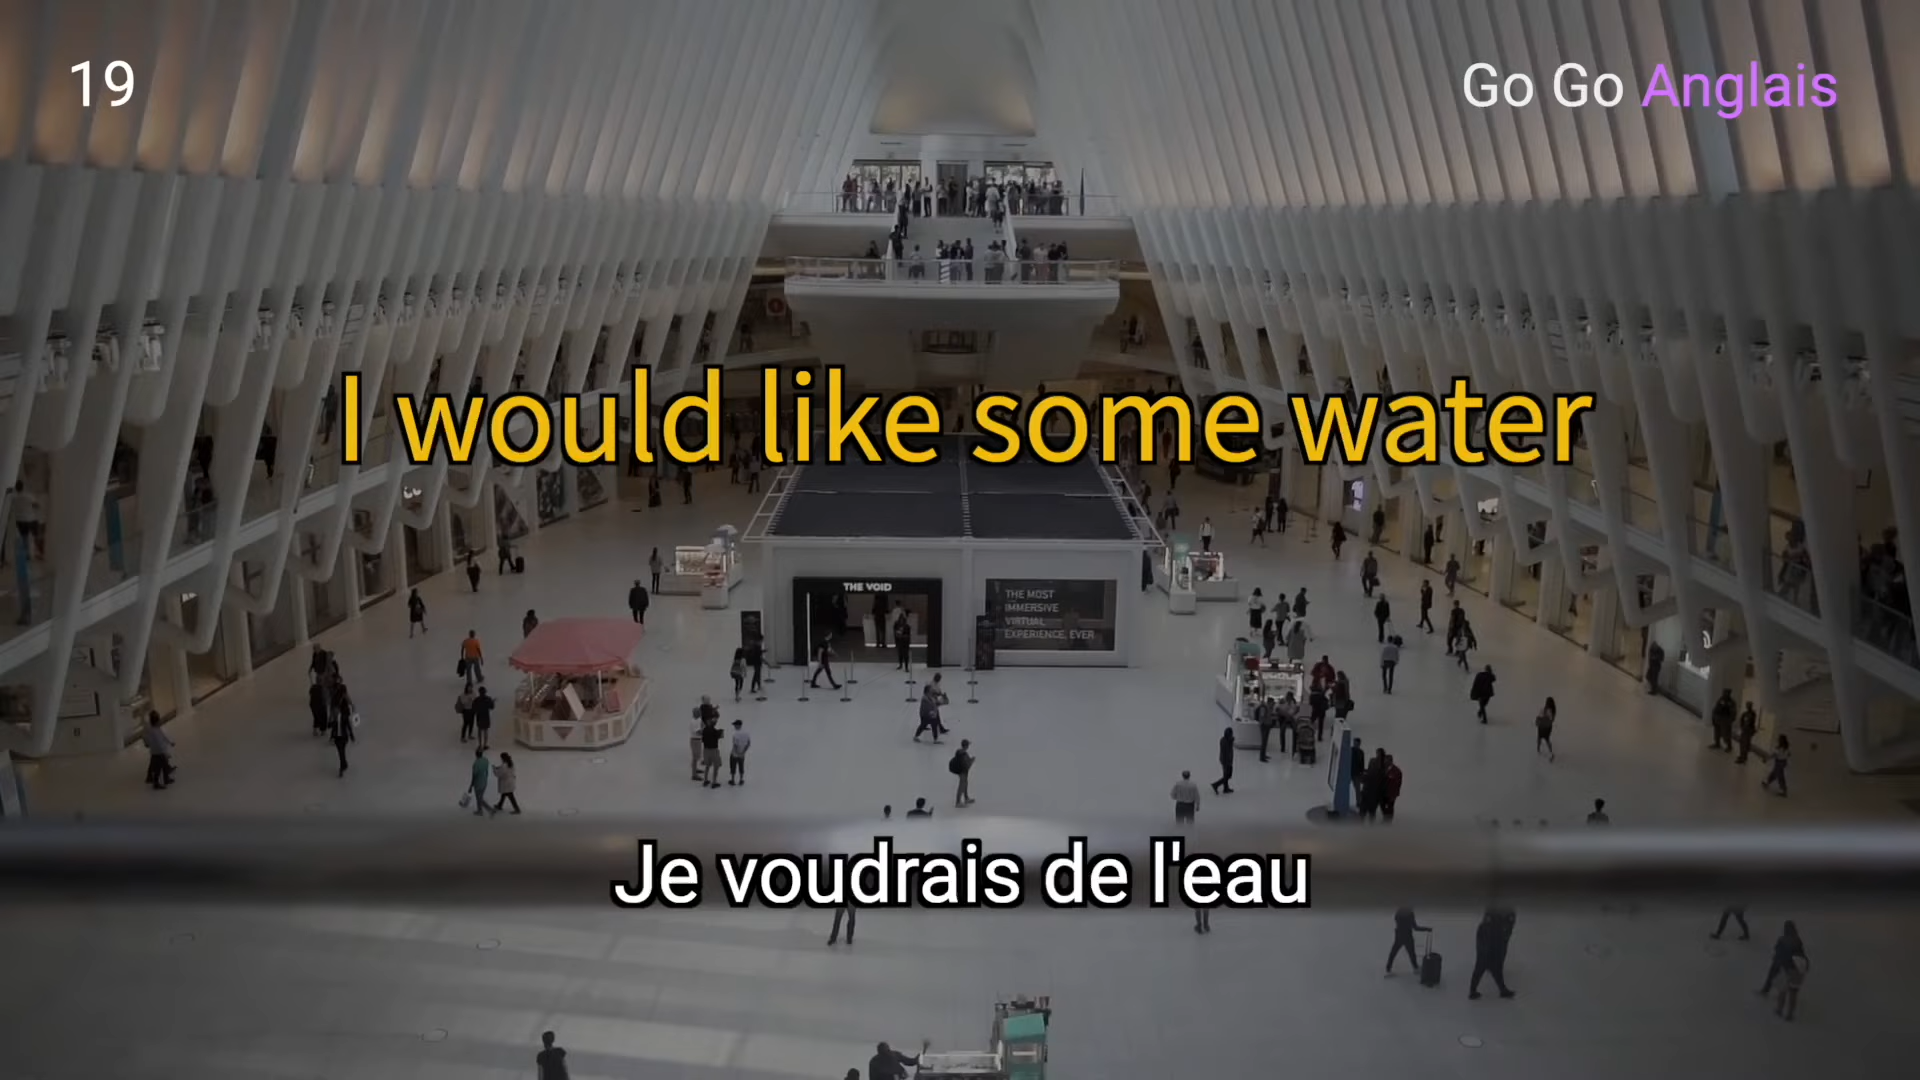 19
Go Go Anglais
I would like some water
THE VOID
THE MOST
IMMERSIVE
VIRTUAL
EXPERIENCE, EVER
Je voudrais de l'eau